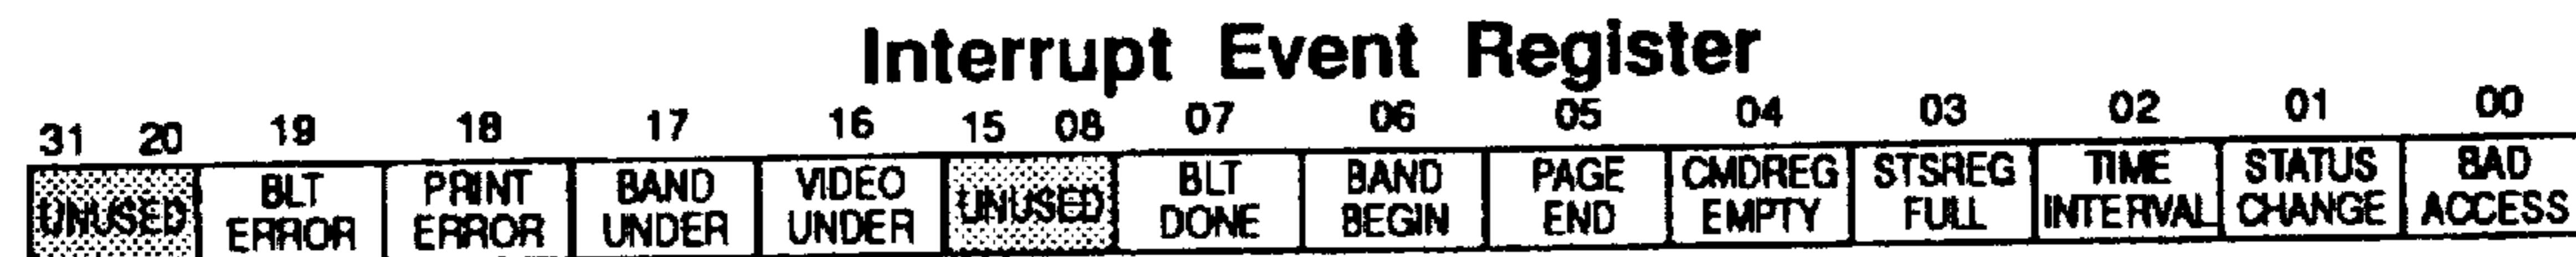 Interrupt Event Register
31 20 19 18 17 16 15 08 07 06 05 04 03 02 01 00
UNUSED BLT ERROR PRINT ERROR BAND UNDER VIDEO UNDER UNUSED BLT DONE BAND BEGIN PAGE END CMDREG EMPTY STSREG FULL TIME INTERVAL STATUS CHANGE BAD ACCESS